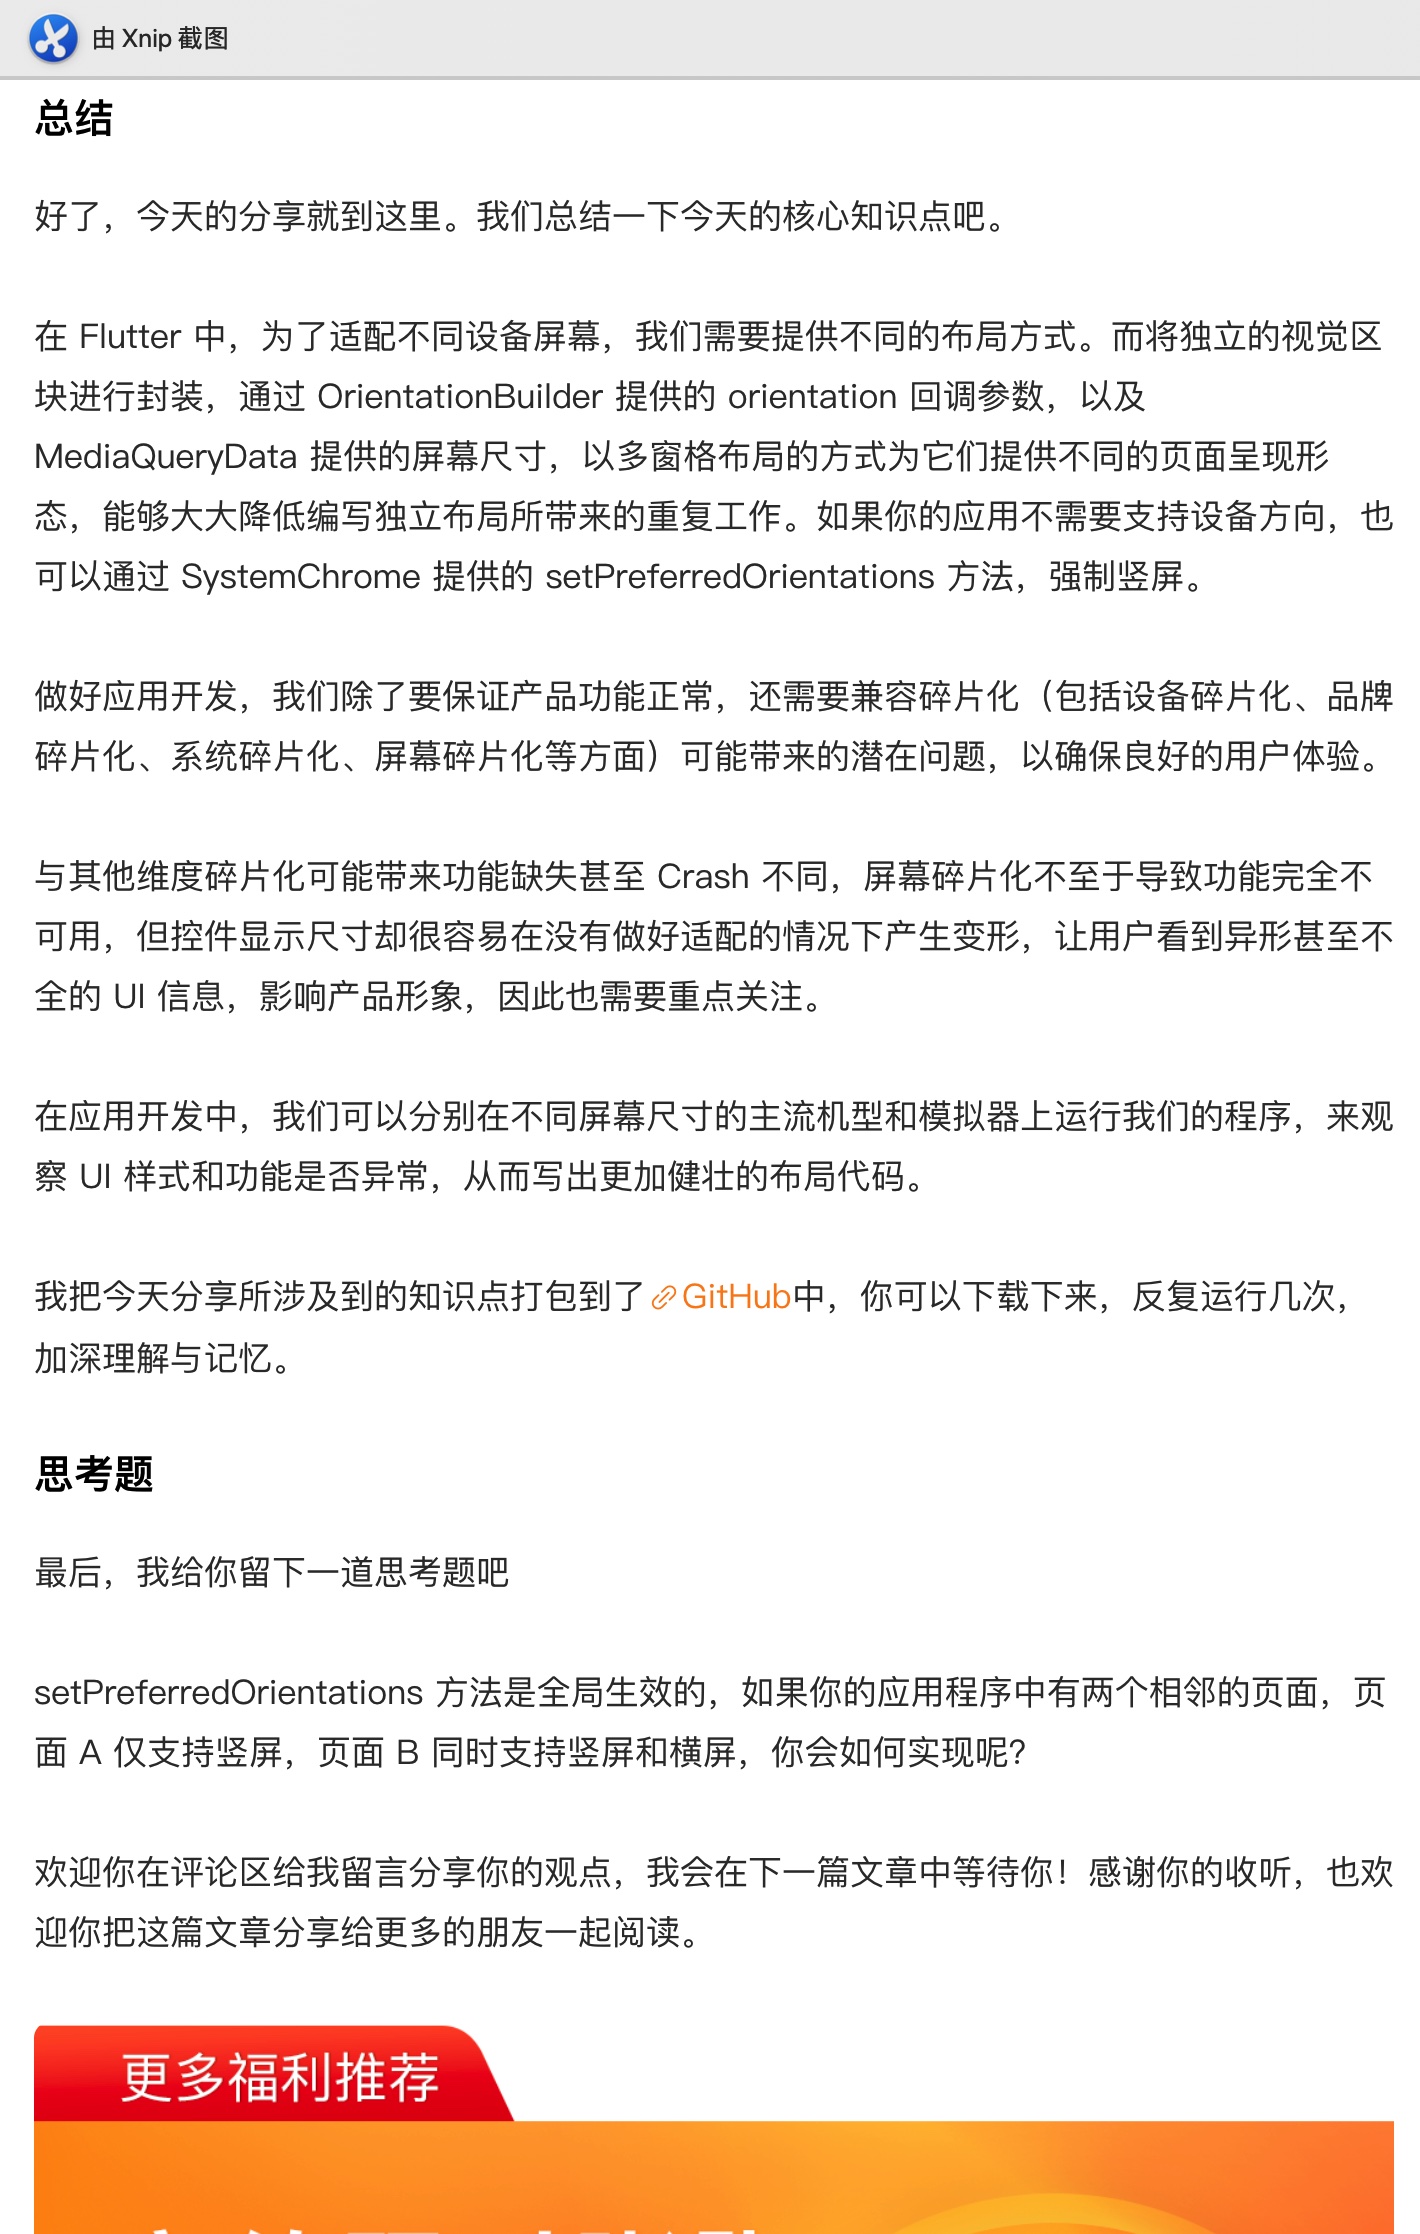 由 Xnip 截图
总结
好了，今天的分享就到这里。我们总结一下今天的核心知识点吧。
在 Flutter 中，为了适配不同设备屏幕，我们需要提供不同的布局方式。而将独立的视觉区
块进行封装，通过 OrientationBuilder 提供的 orientation 回调参数，以及
MediaQueryData 提供的屏幕尺寸，以多窗格布局的方式为它们提供不同的页面呈现形
态，能够大大降低编写独立布局所带来的重复工作。如果你的应用不需要支持设备方向，也
可以通过 SystemChrome 提供的 setPreferredOrientations 方法，强制竖屏。
做好应用开发，我们除了要保证产品功能正常，还需要兼容碎片化（包括设备碎片化、品牌
碎片化、系统碎片化、屏幕碎片化等方面）可能带来的潜在问题，以确保良好的用户体验。
与其他维度碎片化可能带来功能缺失甚至 Crash 不同，屏幕碎片化不至于导致功能完全不
可用，但控件显示尺寸却很容易在没有做好适配的情况下产生变形，让用户看到异形甚至不
全的 UI 信息，影响产品形象，因此也需要重点关注。
在应用开发中，我们可以分别在不同屏幕尺寸的主流机型和模拟器上运行我们的程序，来观
察 UI 样式和功能是否异常，从而写出更加健壮的布局代码。
我把今天分享所涉及到的知识点打包到了GitHub中，你可以下载下来，反复运行几次，
加深理解与记忆。
思考题
最后，我给你留下一道思考题吧
setPreferredOrientations 方法是全局生效的，如果你的应用程序中有两个相邻的页面，页
面 A 仅支持竖屏，页面 B 同时支持竖屏和横屏，你会如何实现呢？
欢迎你在评论区给我留言分享你的观点，我会在下一篇文章中等待你！感谢你的收听，也欢
迎你把这篇文章分享给更多的朋友一起阅读。
更多福利推荐